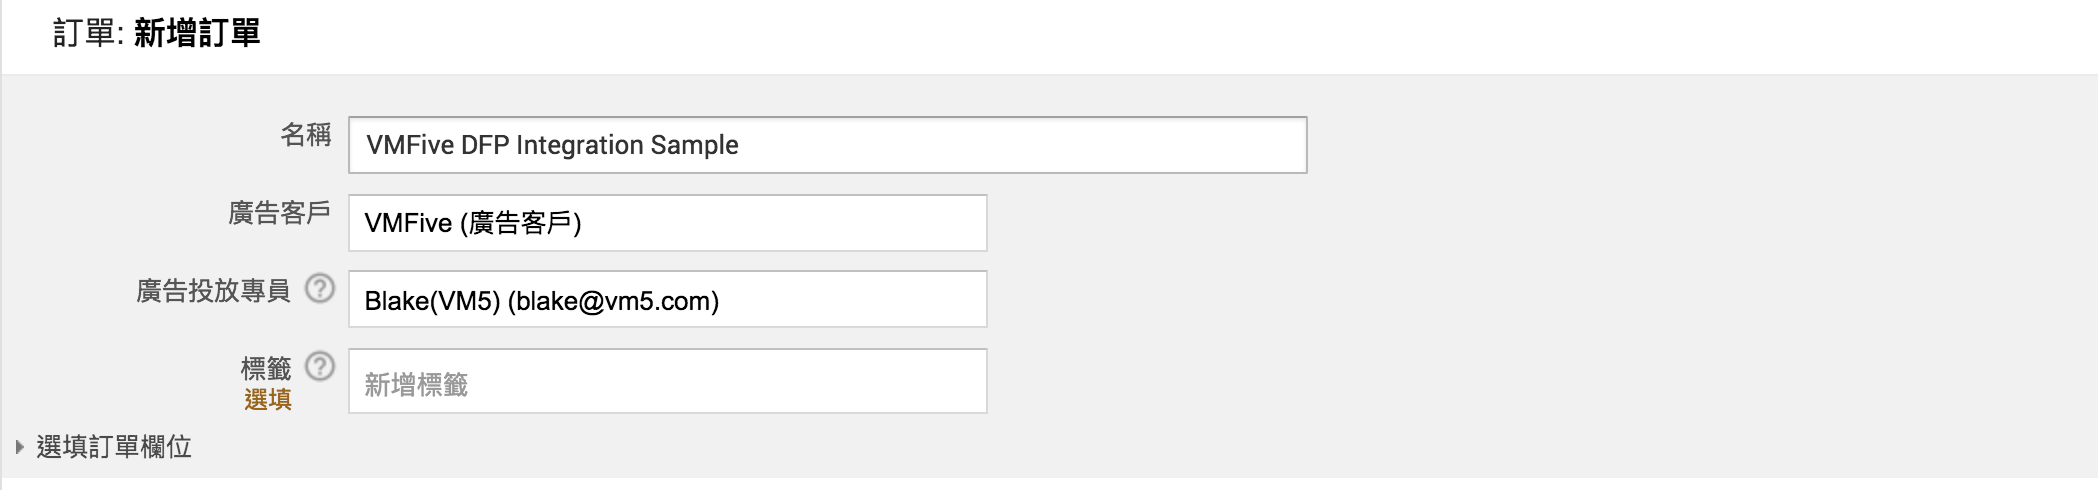 訂單: 新增訂單
名稱 VMFive DFP Integration Sample
廣告客戶 VMFive (廣告客戶)
廣告投放專員 ? Blake(VM5) (blake@vm5.com)
標籤 ? 新增標籤
選填
選填訂單欄位